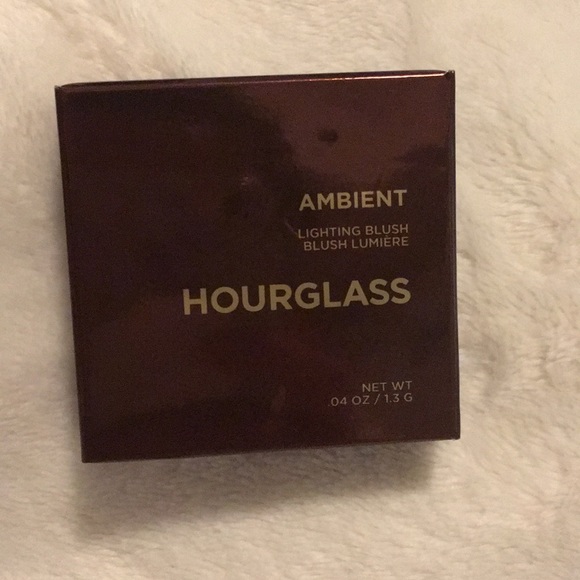 AMBIENT
LIGHTING BLUSH
BLUSH LUMIÈRE
HOURGLASS
NET WT
.04 OZ / 1.3 G